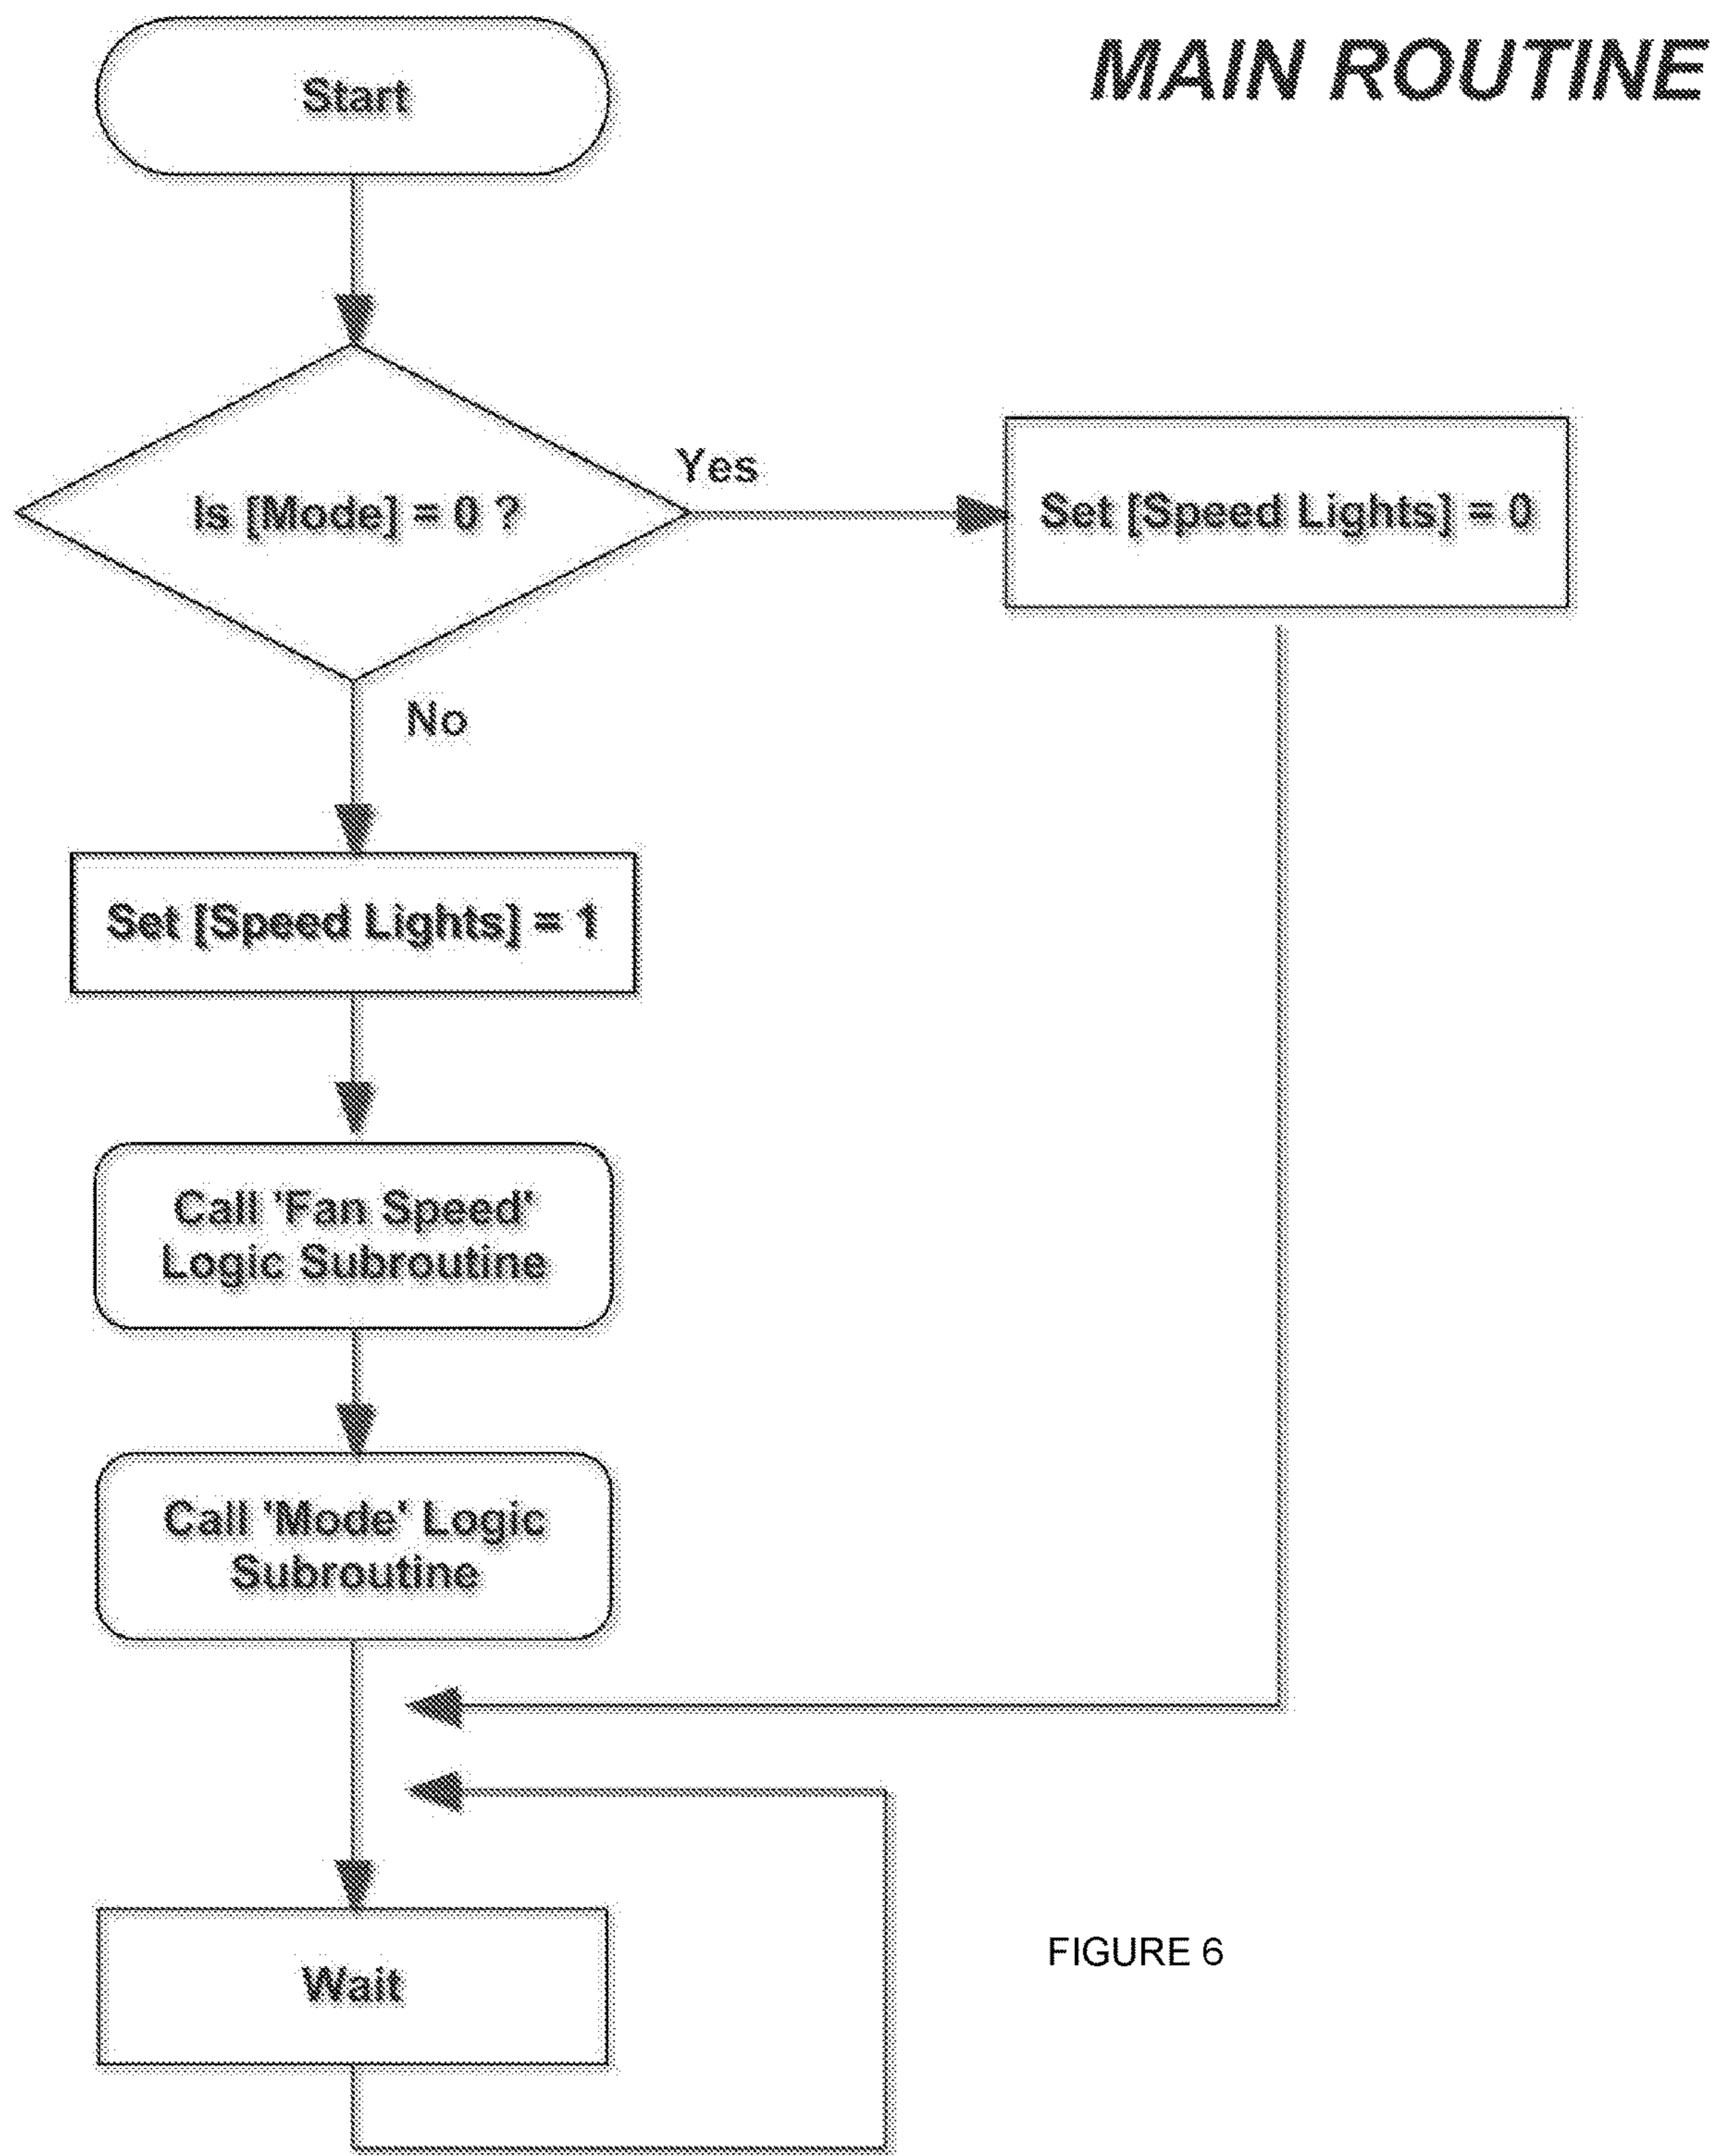 MAIN ROUTINE
Start
Is [Mode] = 0 ?
Yes
Set [Speed Lights] = 0
No
Set [Speed Lights] = 1
Call 'Fan Speed'
Logic Subroutine
Call 'Mode' Logic
Subroutine
Wait
FIGURE 6